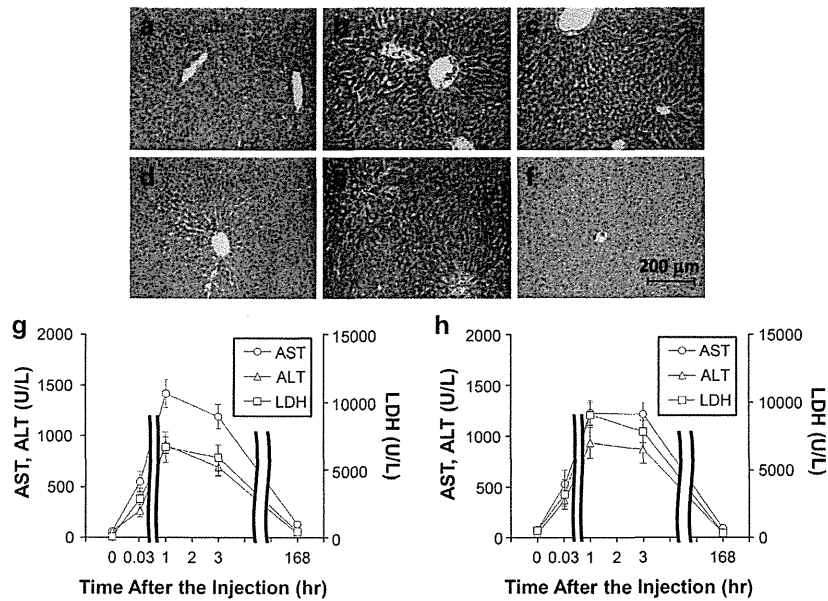 a b c
d e f
200 μm
g
2000
1500
1000
500
0
AST, ALT (U/L)
AST
ALT
LDH
15000
10000
5000
0
LDH (U/L)
0 0.03 1 2 3 168
Time After the Injection (hr)
h
2000
1500
1000
500
0
AST, ALT (U/L)
AST
ALT
LDH
15000
10000
5000
0
LDH (U/L)
0 0.03 1 2 3 168
Time After the Injection (hr)